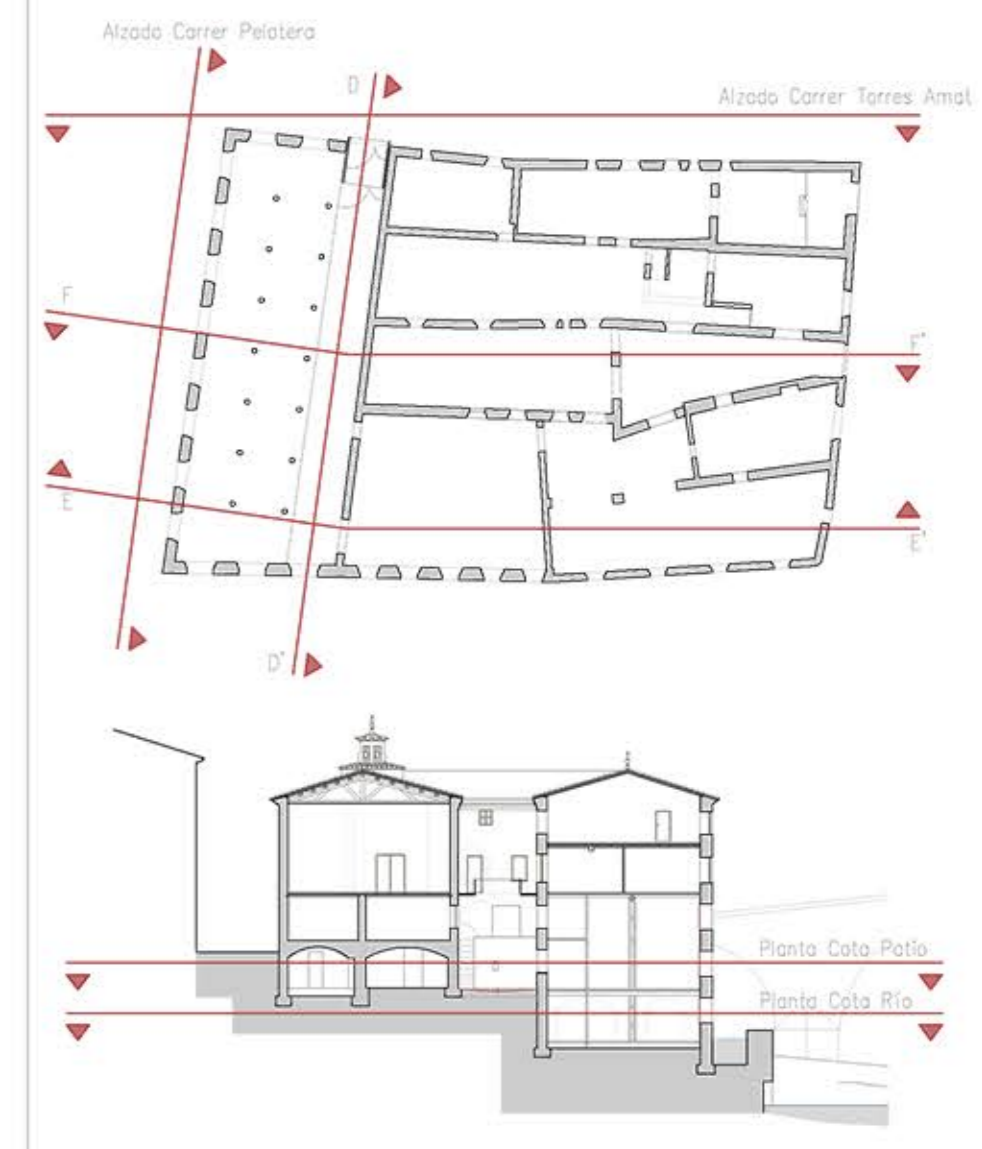 Alzado Carrer Pelatera
D
Alzado Carrer Torres Amat
F
F'
E
E'
D'
Planta Cota Patio
Planta Cota Río